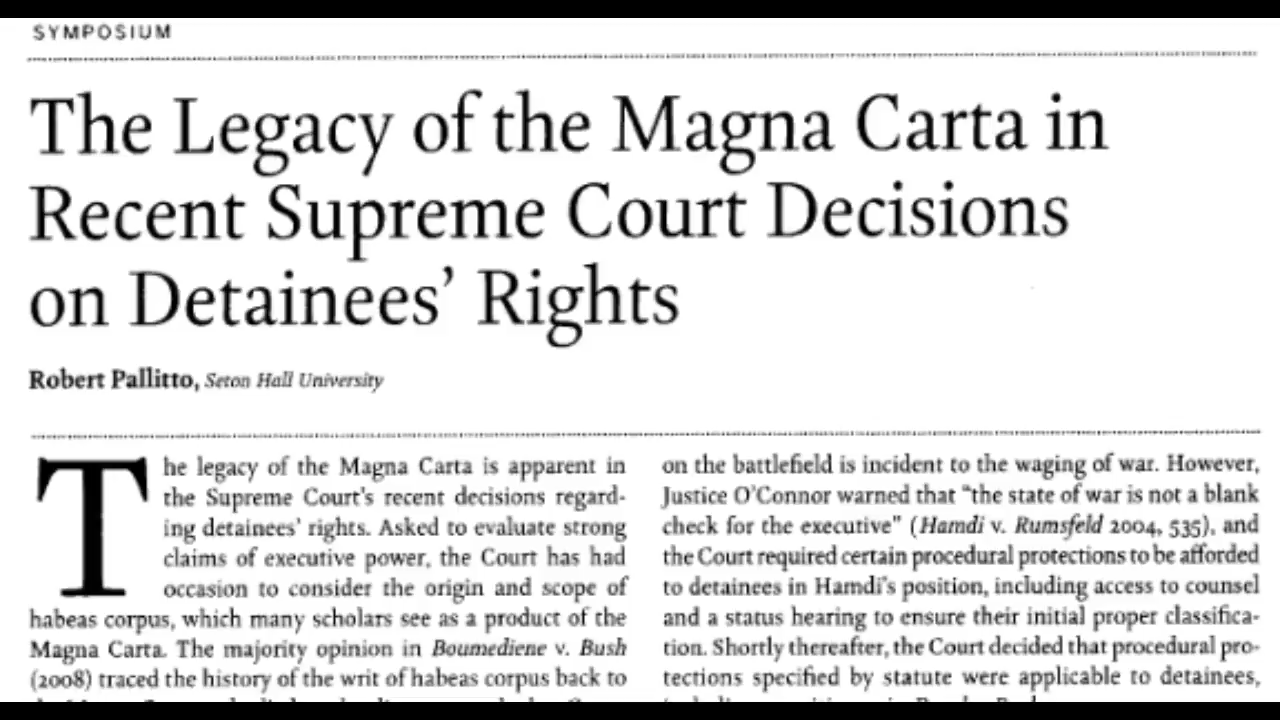 SYMPOSIUM
The Legacy of the Magna Carta in
Recent Supreme Court Decisions
on Detainees’ Rights
Robert Pallitto, Seton Hall University
The legacy of the Magna Carta is apparent in
the Supreme Court's recent decisions regard-
ing detainees' rights. Asked to evaluate strong
claims of executive power, the Court has had
occasion to consider the origin and scope of
habeas corpus, which many scholars see as a product of the
Magna Carta. The majority opinion in Boumediene v. Bush
(2008) traced the history of the writ of habeas corpus back to
on the battlefield is incident to the waging of war. However,
Justice O'Connor warned that "the state of war is not a blank
check for the executive" (Hamdi v. Rumsfeld 2004, 535), and
the Court required certain procedural protections to be afforded
to detainees in Hamdi's position, including access to counsel
and a status hearing to ensure their initial proper classifica-
tion. Shortly thereafter, the Court decided that procedural pro-
tections specified by statute were applicable to detainees,